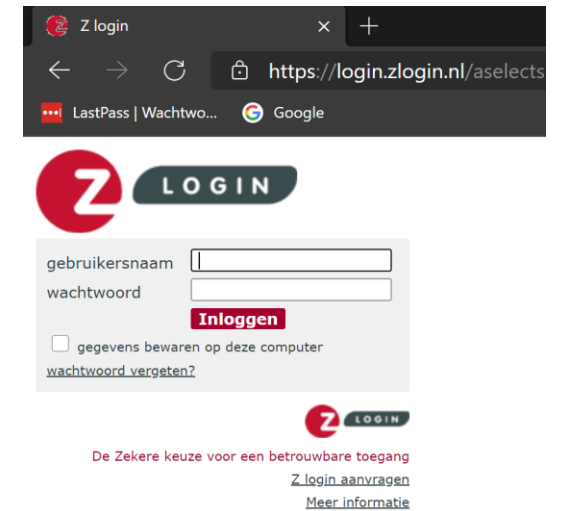 Z login
https://login.zlogin.nl/aselects
LastPass | Wachtwo... Google
Z LOGIN
gebruikersnaam
wachtwoord
Inloggen
gegevens bewaren op deze computer
wachtwoord vergeten?
Z LOGIN
De Zekere keuze voor een betrouwbare toegang
Z login aanvragen
Meer informatie